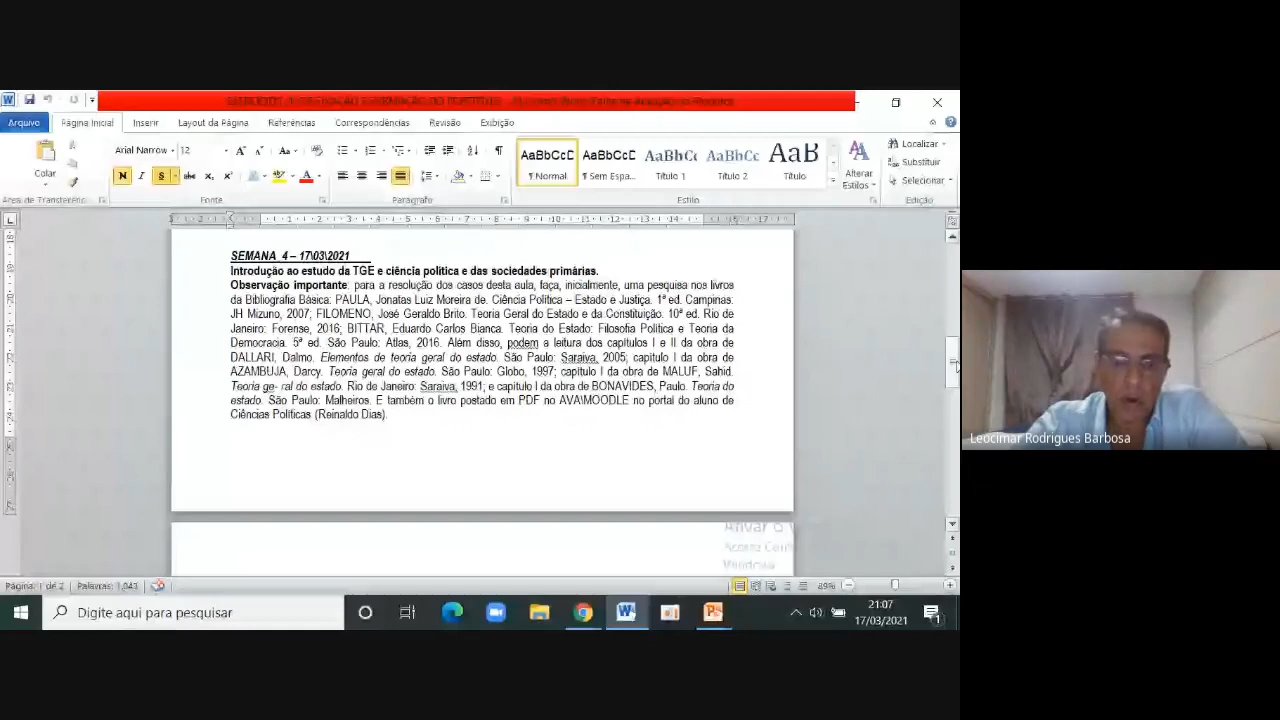 Arquivo Página Inicial Inserir Layout da Página Referências Correspondências Revisão Exibição
Arial Narrow 12 Aa AaBbCcD AaBbCcD AaBbCc AaBbCc AaB Localizar
Colar N I S abc x₂ x² A ¶ Normal ¶ Sem Espa... Título 1 Título 2 Título Alterar Estilos Substituir
Selecionar
Área de Transferên... Fonte Parágrafo Estilo Edição
SEMANA 4 – 17\03\2021
Introdução ao estudo da TGE e ciência política e das sociedades primárias.
Observação importante: para a resolução dos casos desta aula, faça, inicialmente, uma pesquisa nos livros
da Bibliografia Básica: PAULA, Jonatas Luiz Moreira de. Ciência Política – Estado e Justiça. 1ª ed. Campinas:
JH Mizuno, 2007; FILOMENO, José Geraldo Brito. Teoria Geral do Estado e da Constituição. 10ª ed. Rio de
Janeiro: Forense, 2016; BITTAR, Eduardo Carlos Bianca. Teoria do Estado: Filosofia Política e Teoria da
Democracia. 5ª ed. São Paulo: Atlas, 2016. Além disso, podem a leitura dos capítulos I e II da obra de
DALLARI, Dalmo. Elementos de teoria geral do estado. São Paulo: Saraiva, 2005; capítulo I da obra de
AZAMBUJA, Darcy. Teoria geral do estado. São Paulo: Globo, 1997; capítulo I da obra de MALUF, Sahid.
Teoria ge- ral do estado. Rio de Janeiro: Saraiva, 1991; e capítulo I da obra de BONAVIDES, Paulo. Teoria do
estado. São Paulo: Malheiros. E também o livro postado em PDF no AVA\MOODLE no portal do aluno de
Ciências Políticas (Reinaldo Dias).
Leocimar Rodrigues Barbosa
Ativar o
Acesse
Windows
Página: 1 de 2 Palavras: 1.043 89%
Digite aqui para pesquisar
21:07
17/03/2021